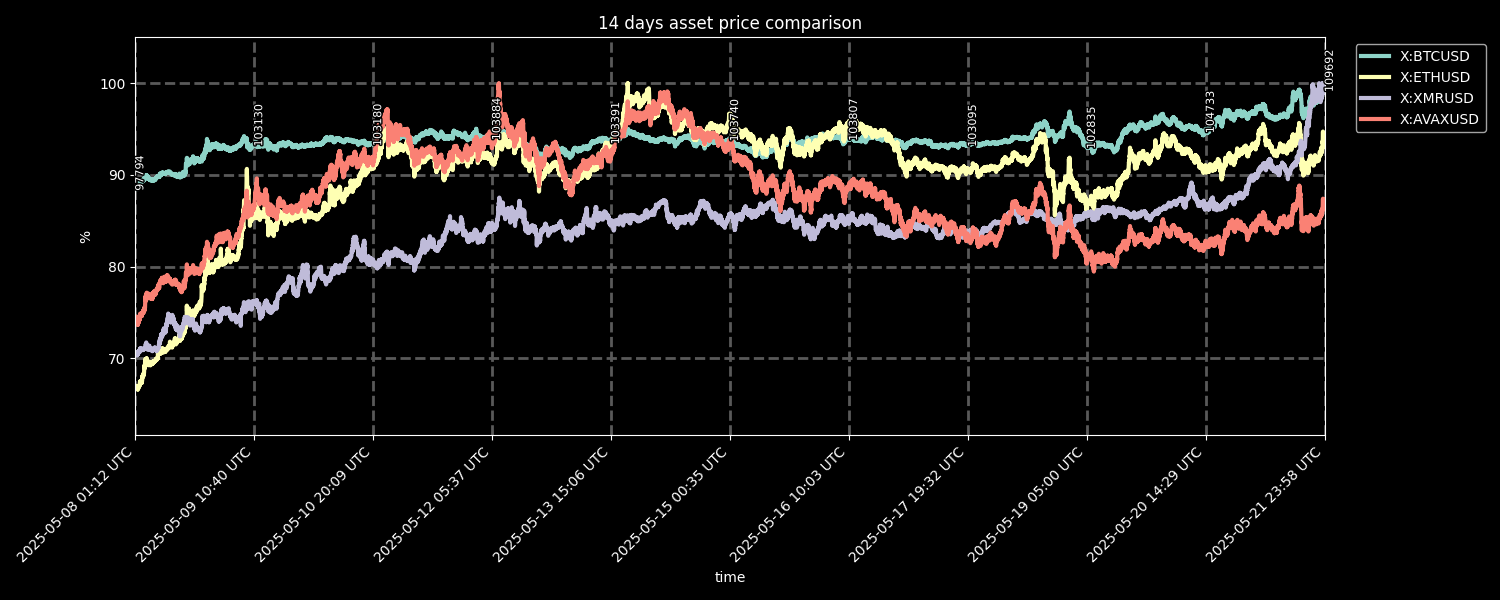 14 days asset price comparison
X:BTCUSD
X:ETHUSD
X:XMRUSD
X:AVAXUSD
%
100
90
80
70
97794
103130
103180
103884
103391
103740
103807
103095
102835
104733
109692
2025-05-08 01:12 UTC
2025-05-09 10:40 UTC
2025-05-10 20:09 UTC
2025-05-12 05:37 UTC
2025-05-13 15:06 UTC
2025-05-15 00:35 UTC
2025-05-16 10:03 UTC
2025-05-17 19:32 UTC
2025-05-19 05:00 UTC
2025-05-20 14:29 UTC
2025-05-21 23:58 UTC
time